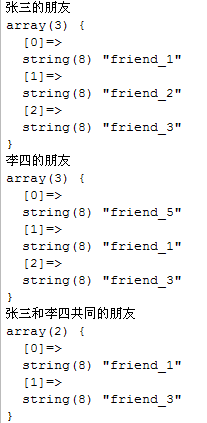 张三的朋友
array(3) {
  [0]=>
  string(8) "friend_1"
  [1]=>
  string(8) "friend_2"
  [2]=>
  string(8) "friend_3"
}
李四的朋友
array(3) {
  [0]=>
  string(8) "friend_5"
  [1]=>
  string(8) "friend_1"
  [2]=>
  string(8) "friend_3"
}
张三和李四共同的朋友
array(2) {
  [0]=>
  string(8) "friend_1"
  [1]=>
  string(8) "friend_3"
}